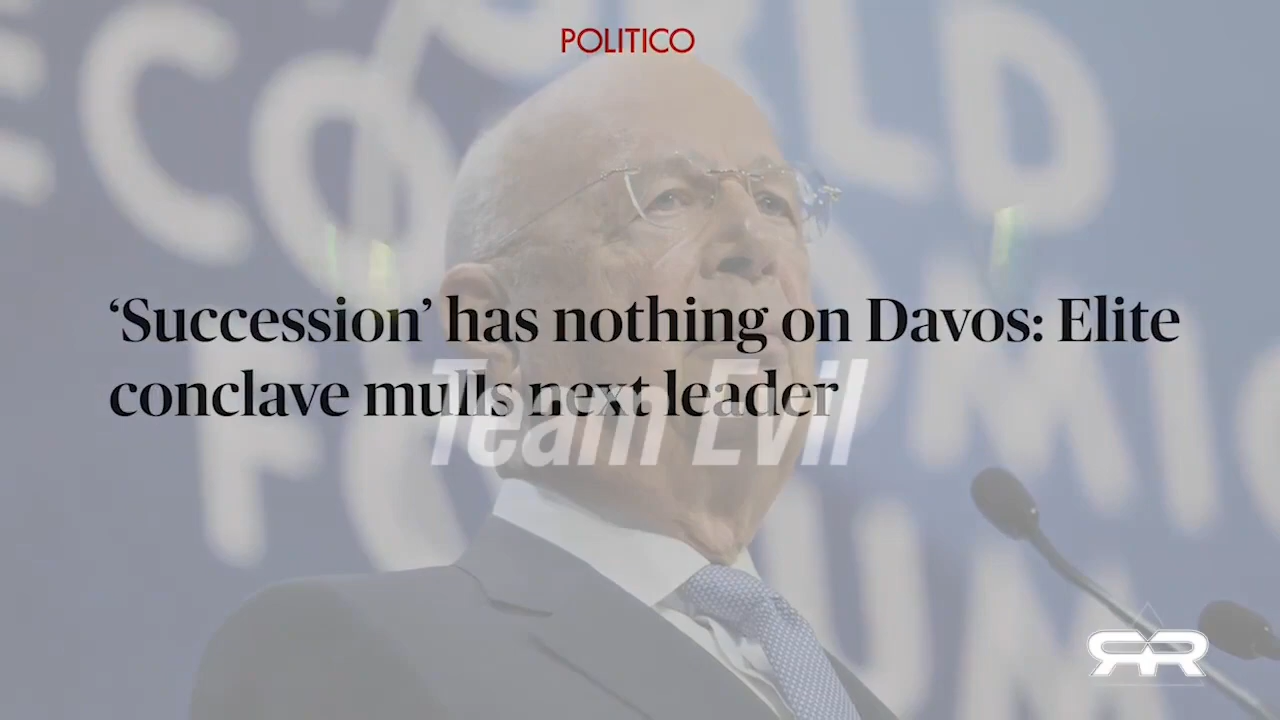 POLITICO
‘Succession’ has nothing on Davos: Elite
conclave mulls next leader
Team Evil